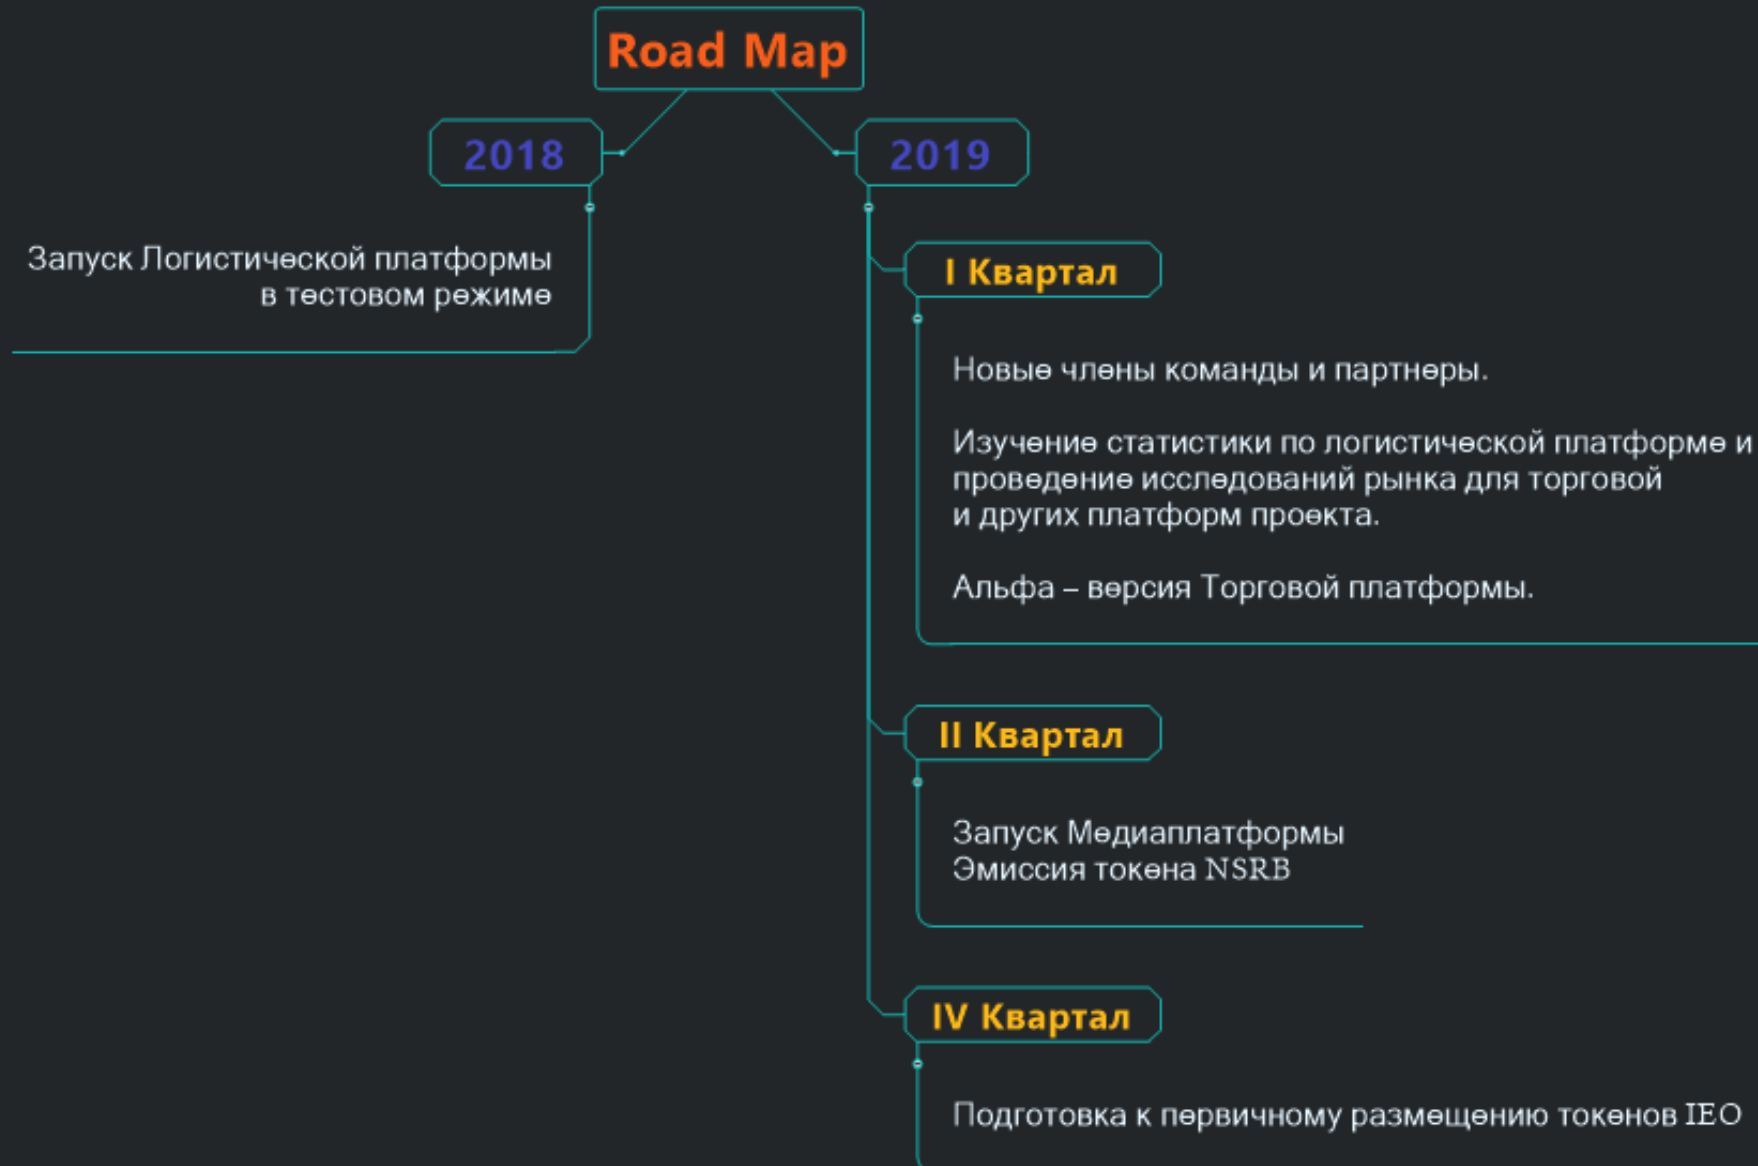 Road Map
2018
Запуск Логистической платформы
в тестовом режиме
2019
I Квартал
Новые члены команды и партнеры.
Изучение статистики по логистической платформе и
проведение исследований рынка для торговой
и других платформ проекта.
Альфа – версия Торговой платформы.
II Квартал
Запуск Медиаплатформы
Эмиссия токена NSRB
IV Квартал
Подготовка к первичному размещению токенов IEO